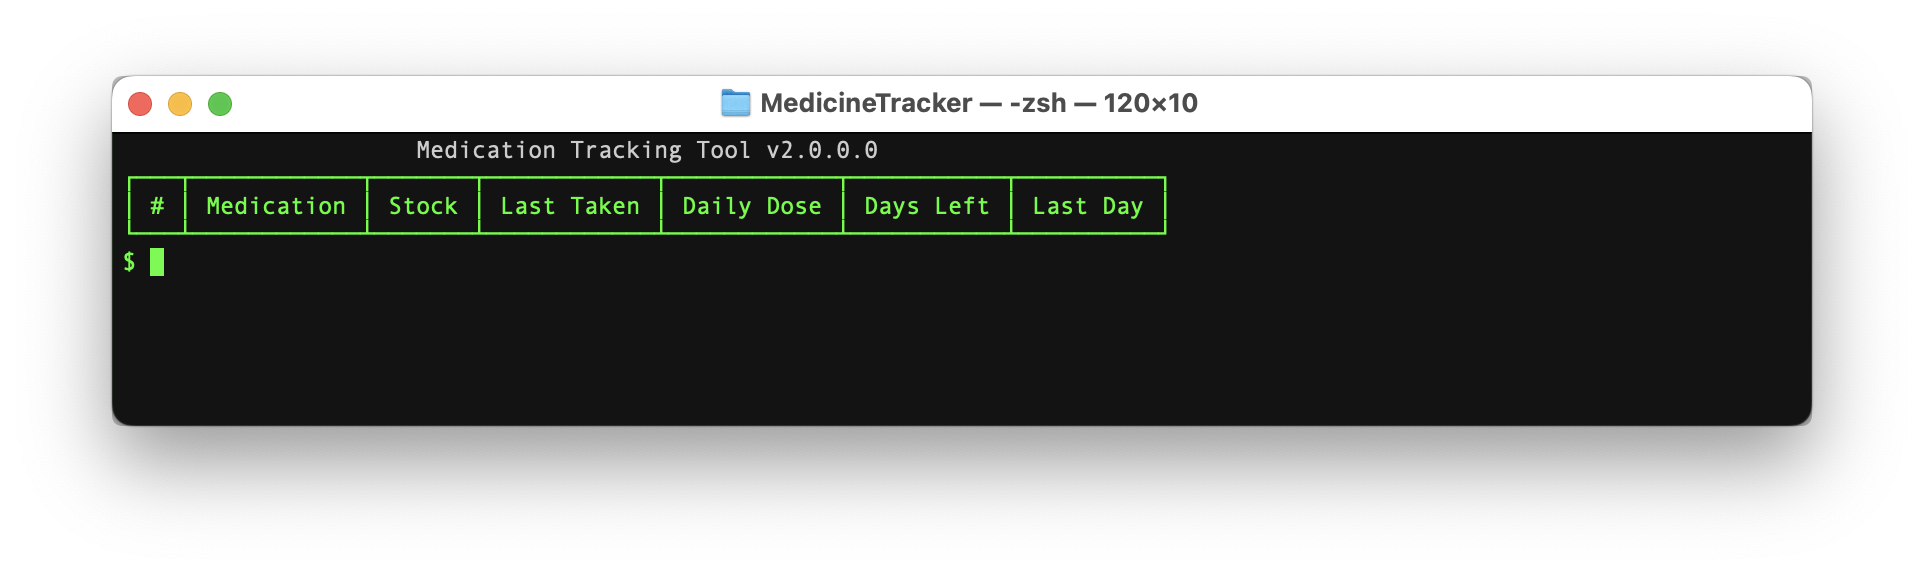 MedicineTracker — -zsh — 120×10
Medication Tracking Tool v2.0.0.0
# Medication Stock Last Taken Daily Dose Days Left Last Day
$